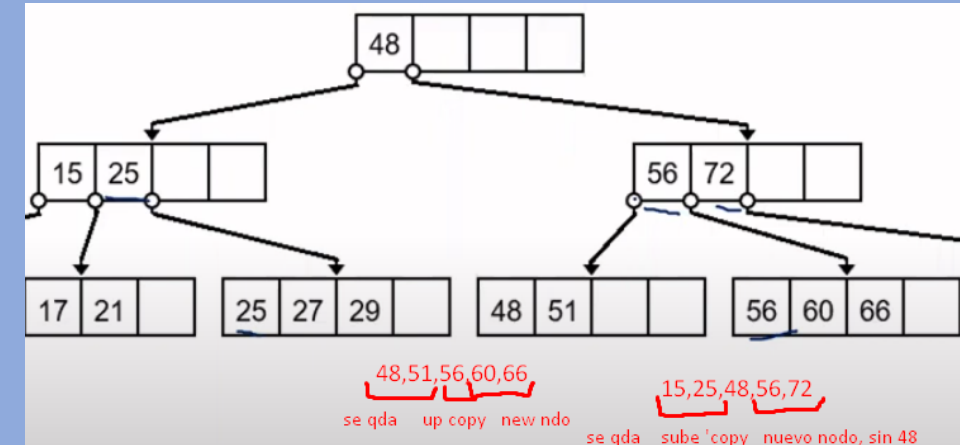 48
15 25
56 72
17 21
25 27 29
48 51
56 60 66
48,51,56,60,66
se qda up copy new ndo
15,25,48,56,72
se qda sube 'copy nuevo nodo, sin 48